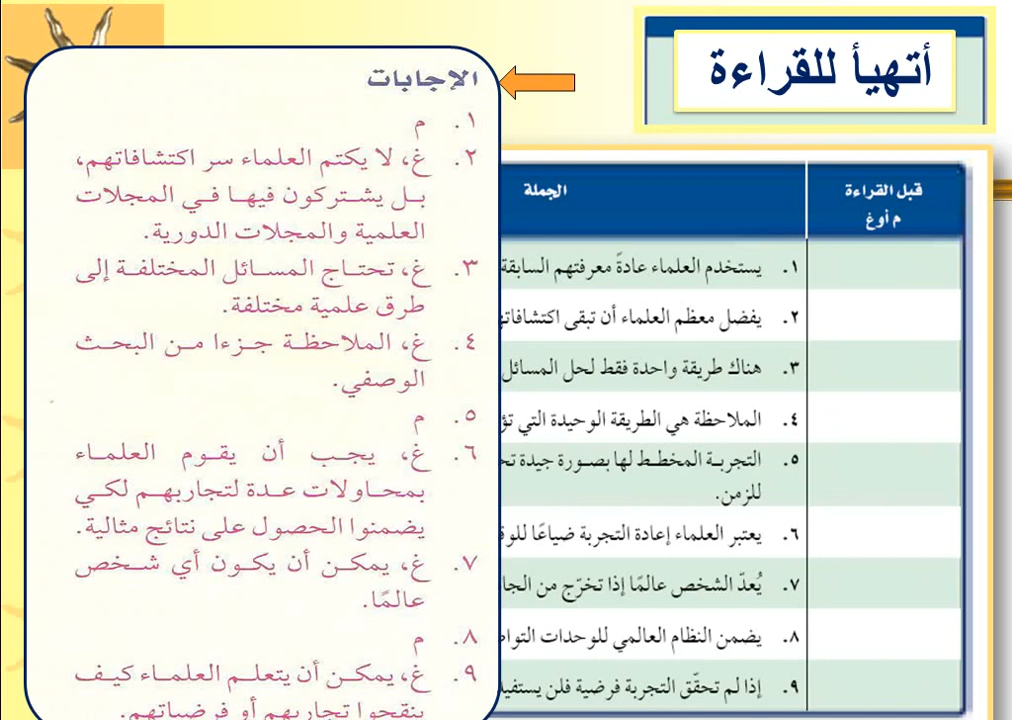 أتهيأ للقراءة
الإجابات
١. م
٢. غ، لا يكتم العلماء سر اكتشافاتهم،
بل يشتركون فيها في المجلات
العلمية والمجلات الدورية.
٣. غ، تحتاج المسائل المختلفة إلى
طرق علمية مختلفة.
٤. غ، الملاحظة جزءا من البحث
الوصفي.
٥. م
٦. غ، يجب أن يقوم العلماء
بمحاولات عدة لتجاربهم لكي
يضمنوا الحصول على نتائج مثالية.
٧. غ، يمكن أن يكون أي شخص
عالمًا.
٨. م
٩. غ، يمكن أن يتعلم العلماء كيف
ينقحوا تجاربهم أو فرضياتهم.
قبل القراءة
م أوغ
الجملة
١. يستخدم العلماء عادةً معرفتهم السابقة
٢. يفضل معظم العلماء أن تبقى
٣. هناك طريقة واحدة فقط لحل المسائل
٤. الملاحظة هي الطريقة الوحيدة التي
٥. التجربة المخطط لها بصورة جيدة
للزمن.
٦. يعتبر العلماء إعادة التجربة ضياعًا
٧. يُعدّ الشخص عالمًا إذا تخرّج من
٨. يضمن النظام العالمي للوحدات
٩. إذا لم تحقّق التجربة فرضية فلن